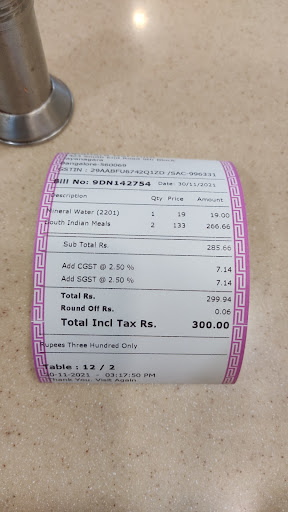 Bangalore-560069
GSTIN : 29AABFU6742Q1ZD /SAC-996331
Bill No: 9DN142754 Date: 30/11/2021
Description Qty Price Amount
Mineral Water (2201) 1 19 19.00
South Indian Meals 2 133 266.66
Sub Total Rs. 285.66
Add CGST @ 2.50 % 7.14
Add SGST @ 2.50 % 7.14
Total Rs. 299.94
Round Off Rs. 0.06
Total Incl Tax Rs. 300.00
Rupees Three Hundred Only
Table : 12 / 2
30-11-2021 - 03:17:50 PM
Thank You Visit Again